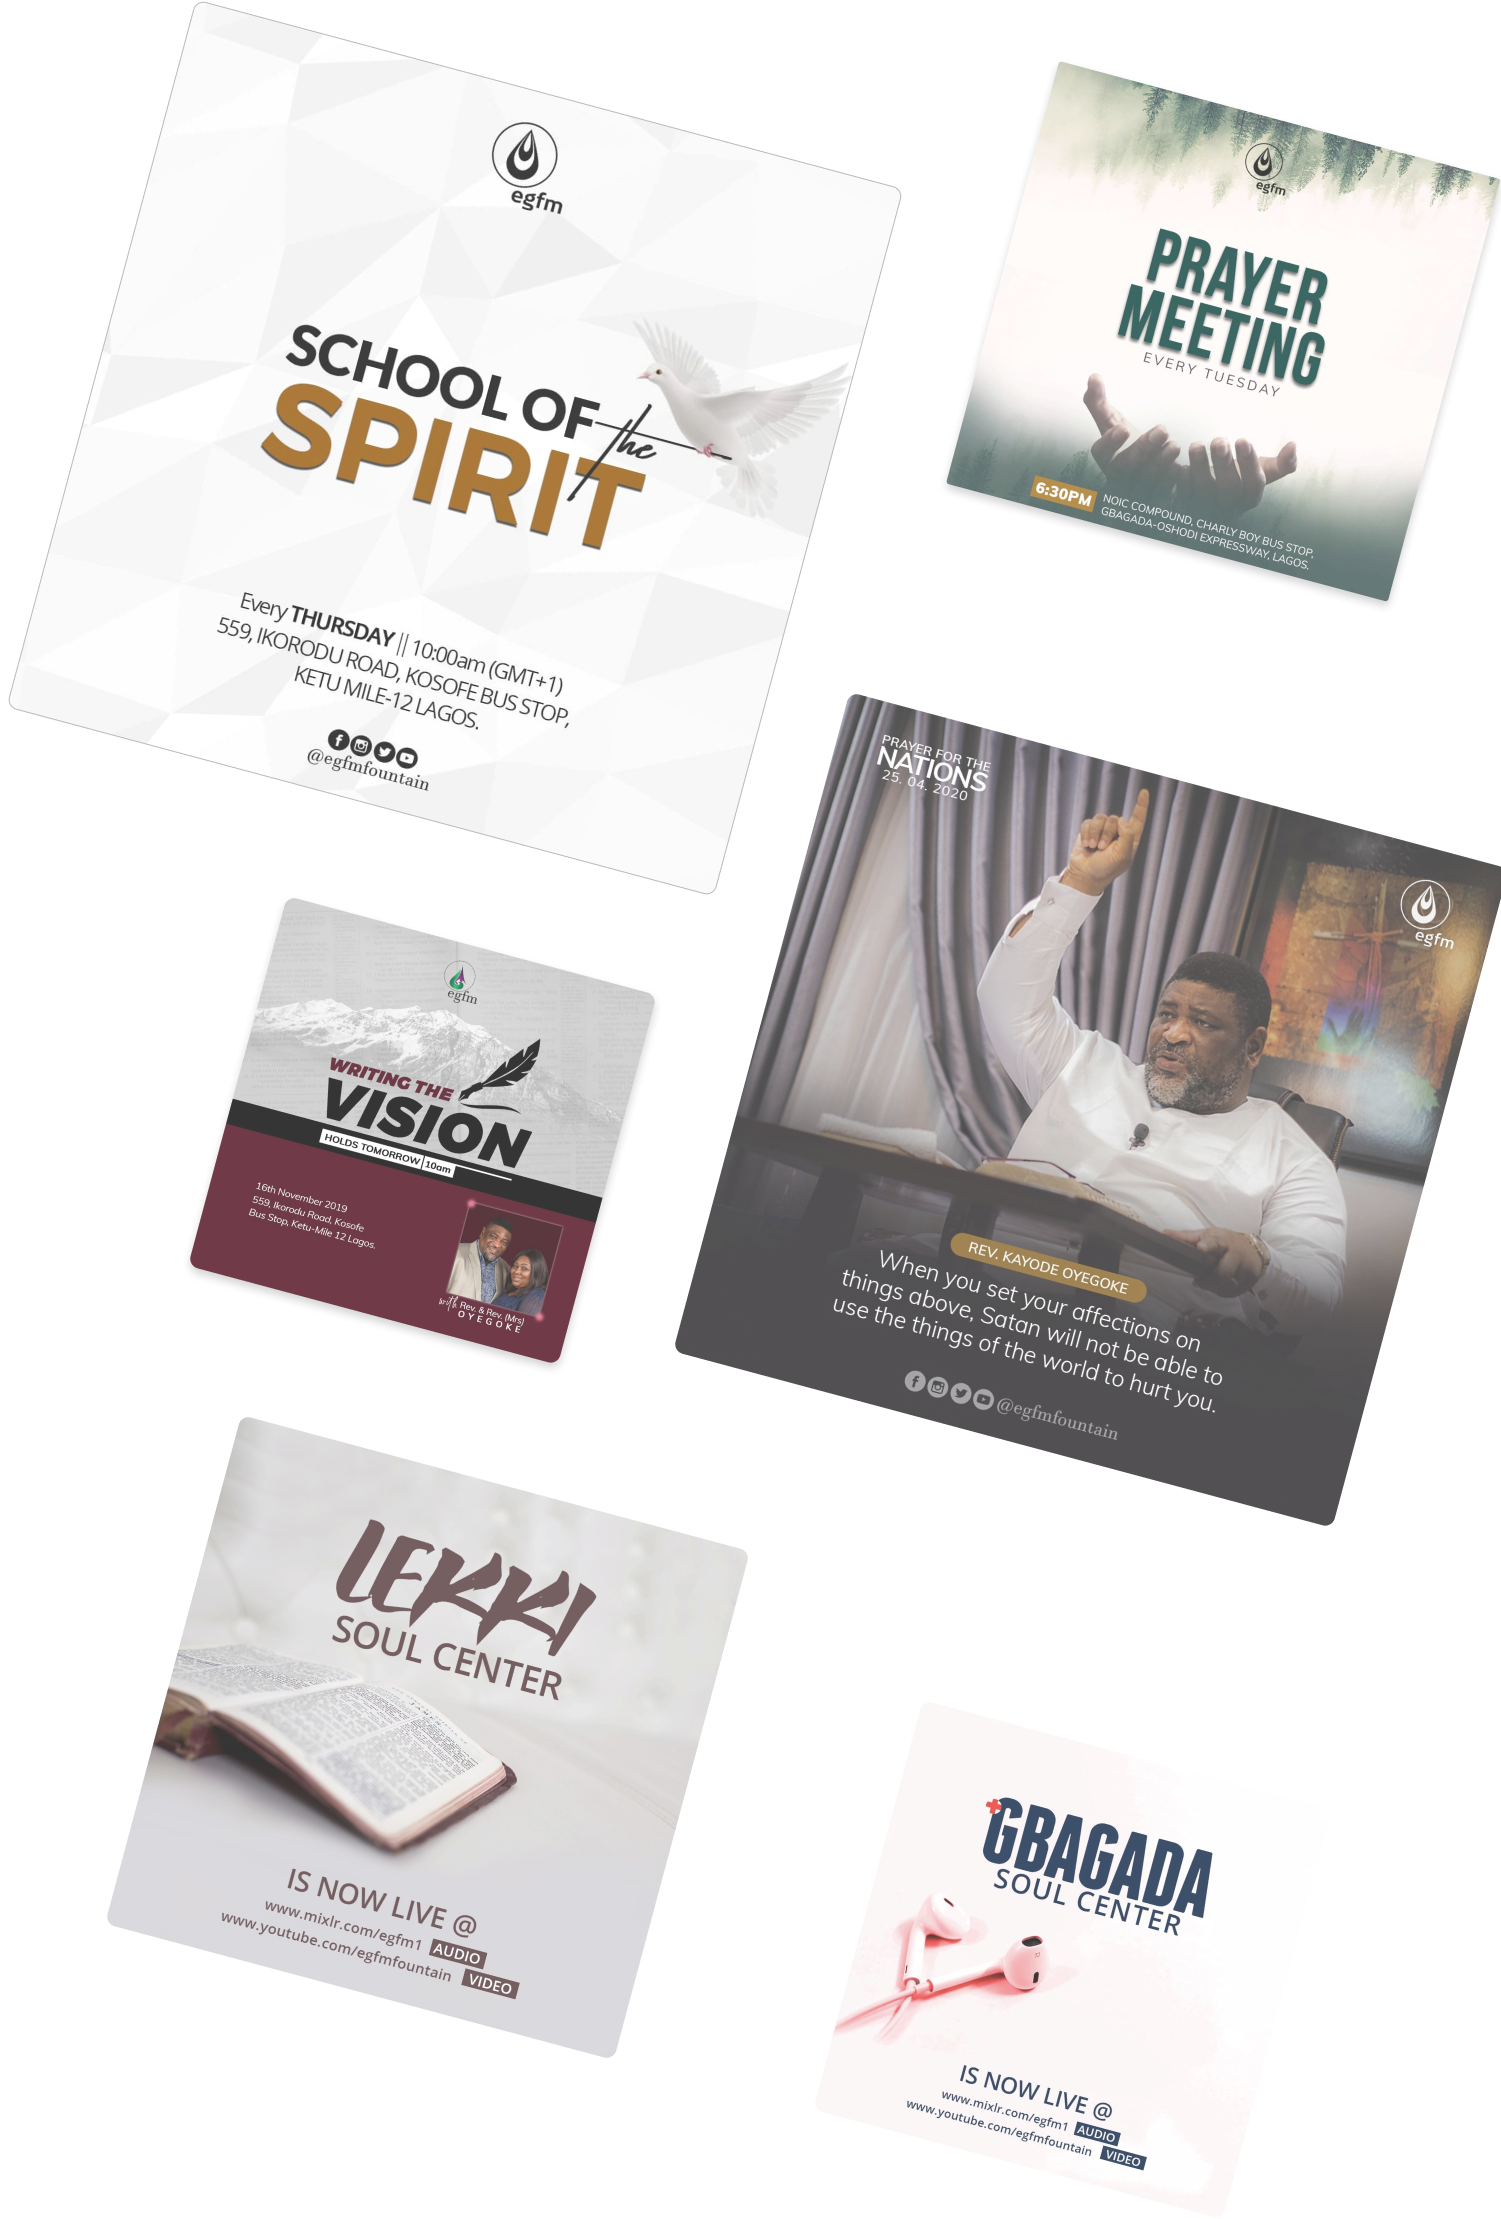 egfm
SCHOOL OF the
SPIRIT
Every THURSDAY || 10:00am (GMT+1)
559, IKORODU ROAD, KOSOFE BUS STOP,
KETU MILE-12 LAGOS.
@egfmfountain
egfm
PRAYER
MEETING
EVERY TUESDAY
6:30PM
NOIC COMPOUND, CHARLY BOY BUS STOP,
GBAGADA-OSHODI EXPRESSWAY, LAGOS.
PRAYER FOR THE
NATIONS
25. 04. 2020
egfm
REV. KAYODE OYEGOKE
When you set your affections on
things above, Satan will not be able to
use the things of the world to hurt you.
@egfmfountain
egfm
WRITING THE
VISION
HOLDS TOMORROW | 10am
16th November 2019
559, Ikorodu Road, Kosofe
Bus Stop, Ketu-Mile 12 Lagos.
with Rev. & Rev. (Mrs)
OYEGOKE
LEKKI
SOUL CENTER
IS NOW LIVE @
www.mixlr.com/egfm1 AUDIO
www.youtube.com/egfmfountain VIDEO
GBAGADA
SOUL CENTER
IS NOW LIVE @
www.mixlr.com/egfm1 AUDIO
www.youtube.com/egfmfountain VIDEO